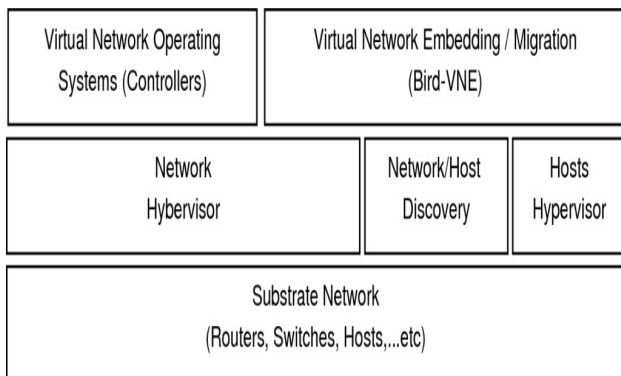 Virtual Network Operating
Systems (Controllers)
Virtual Network Embedding / Migration
(Bird-VNE)
Network
Hybervisor
Network/Host
Discovery
Hosts
Hypervisor
Substrate Network
(Routers, Switches, Hosts,...etc)